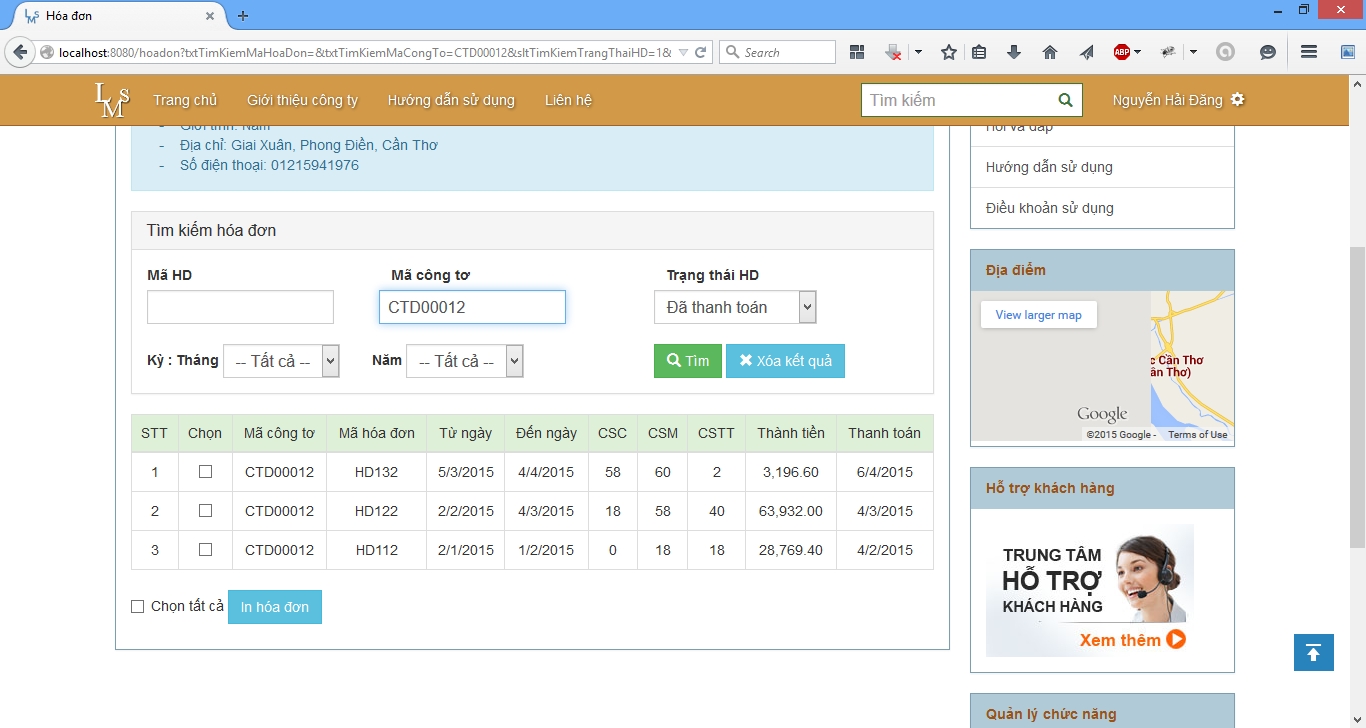 Hóa đơn
localhost:8080/hoadon?txtTimKiemMaHoaDon=&txtTimKiemMaCongTo=CTD00012&sltTimKiemTrangThaiHD=1&
Search
ABP
LMS
Trang chủ
Giới thiệu công ty
Hướng dẫn sử dụng
Liên hệ
Tìm kiếm
Nguyễn Hải Đăng
- Giới tính: Nam
- Địa chỉ: Giai Xuân, Phong Điền, Cần Thơ
- Số điện thoại: 01215941976
Tìm kiếm hóa đơn
Mã HD Mã công tơ Trạng thái HD
CTD00012 Đã thanh toán
Kỳ : Tháng -- Tất cả -- Năm -- Tất cả -- Tìm Xóa kết quả
STT Chọn Mã công tơ Mã hóa đơn Từ ngày Đến ngày CSC CSM CSTT Thành tiền Thanh toán
1 CTD00012 HD132 5/3/2015 4/4/2015 58 60 2 3,196.60 6/4/2015
2 CTD00012 HD122 2/2/2015 4/3/2015 18 58 40 63,932.00 4/3/2015
3 CTD00012 HD112 2/1/2015 1/2/2015 0 18 18 28,769.40 4/2/2015
Chọn tất cả In hóa đơn
Hỏi và đáp
Hướng dẫn sử dụng
Điều khoản sử dụng
Địa điểm
View larger map
c Cần Thơ
ần Thơ)
Google
©2015 Google - Terms of Use
Hỗ trợ khách hàng
TRUNG TÂM
HỖ TRỢ
KHÁCH HÀNG
Xem thêm
Quản lý chức năng